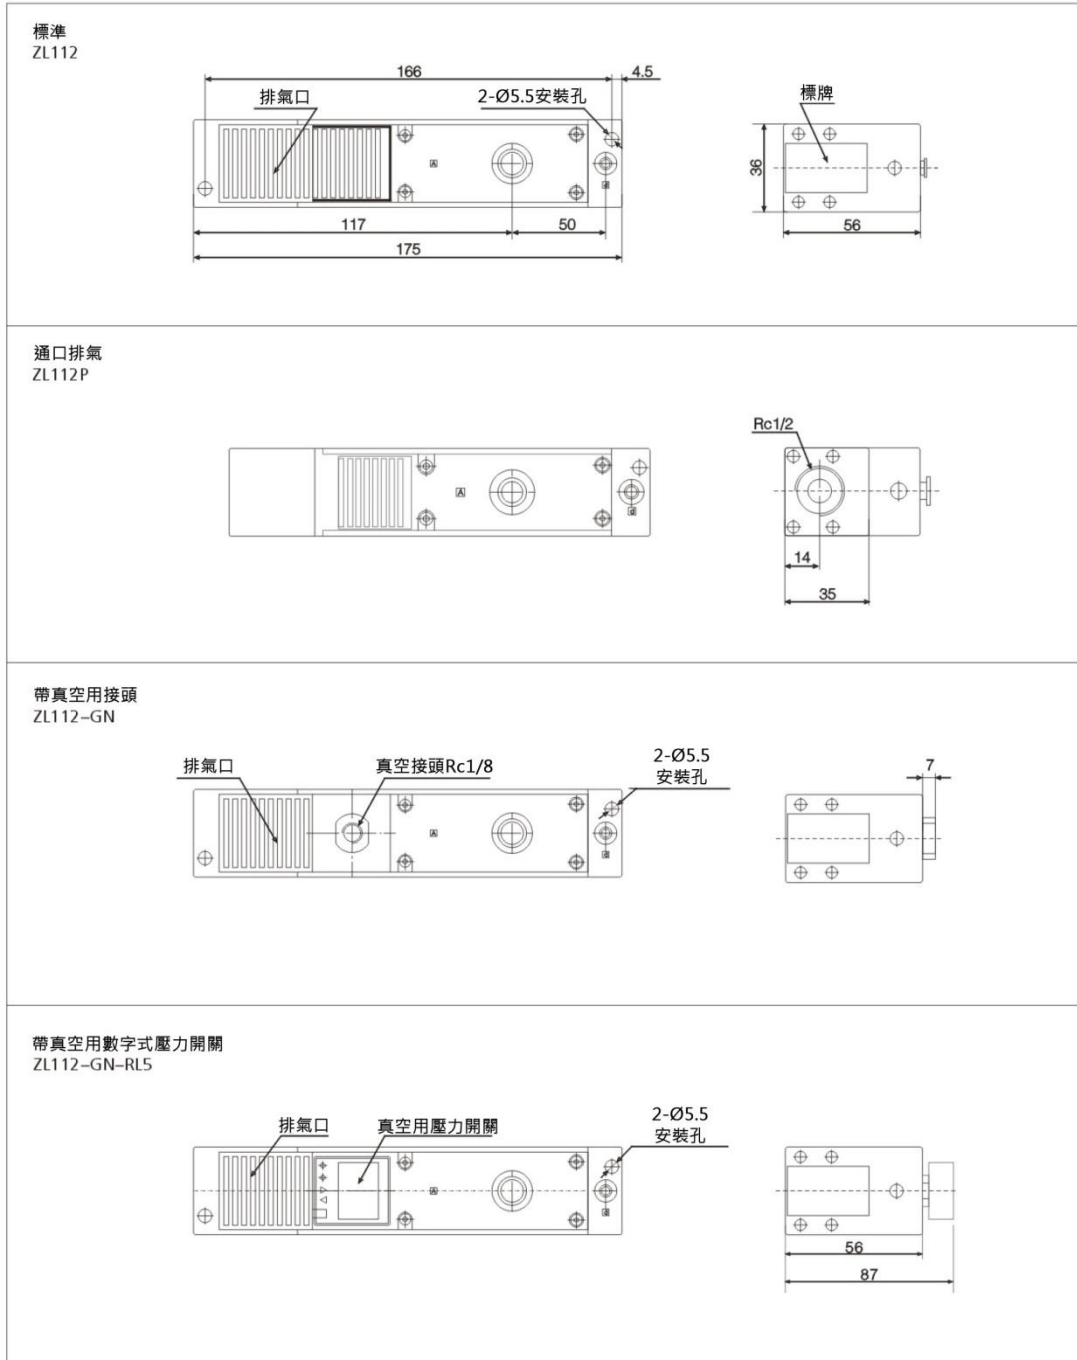 標準
ZL112
166
4.5
排氣口
2-Ø5.5安裝孔
標牌
A
36
117
50
56
175
通口排氣
ZL112P
Rc1/2
A
14
35
帶真空用接頭
ZL112-GN
排氣口
真空接頭Rc1/8
2-Ø5.5
安裝孔
7
A
帶真空用數字式壓力開關
ZL112-GN-RL5
排氣口
真空用壓力開關
2-Ø5.5
安裝孔
A
56
87